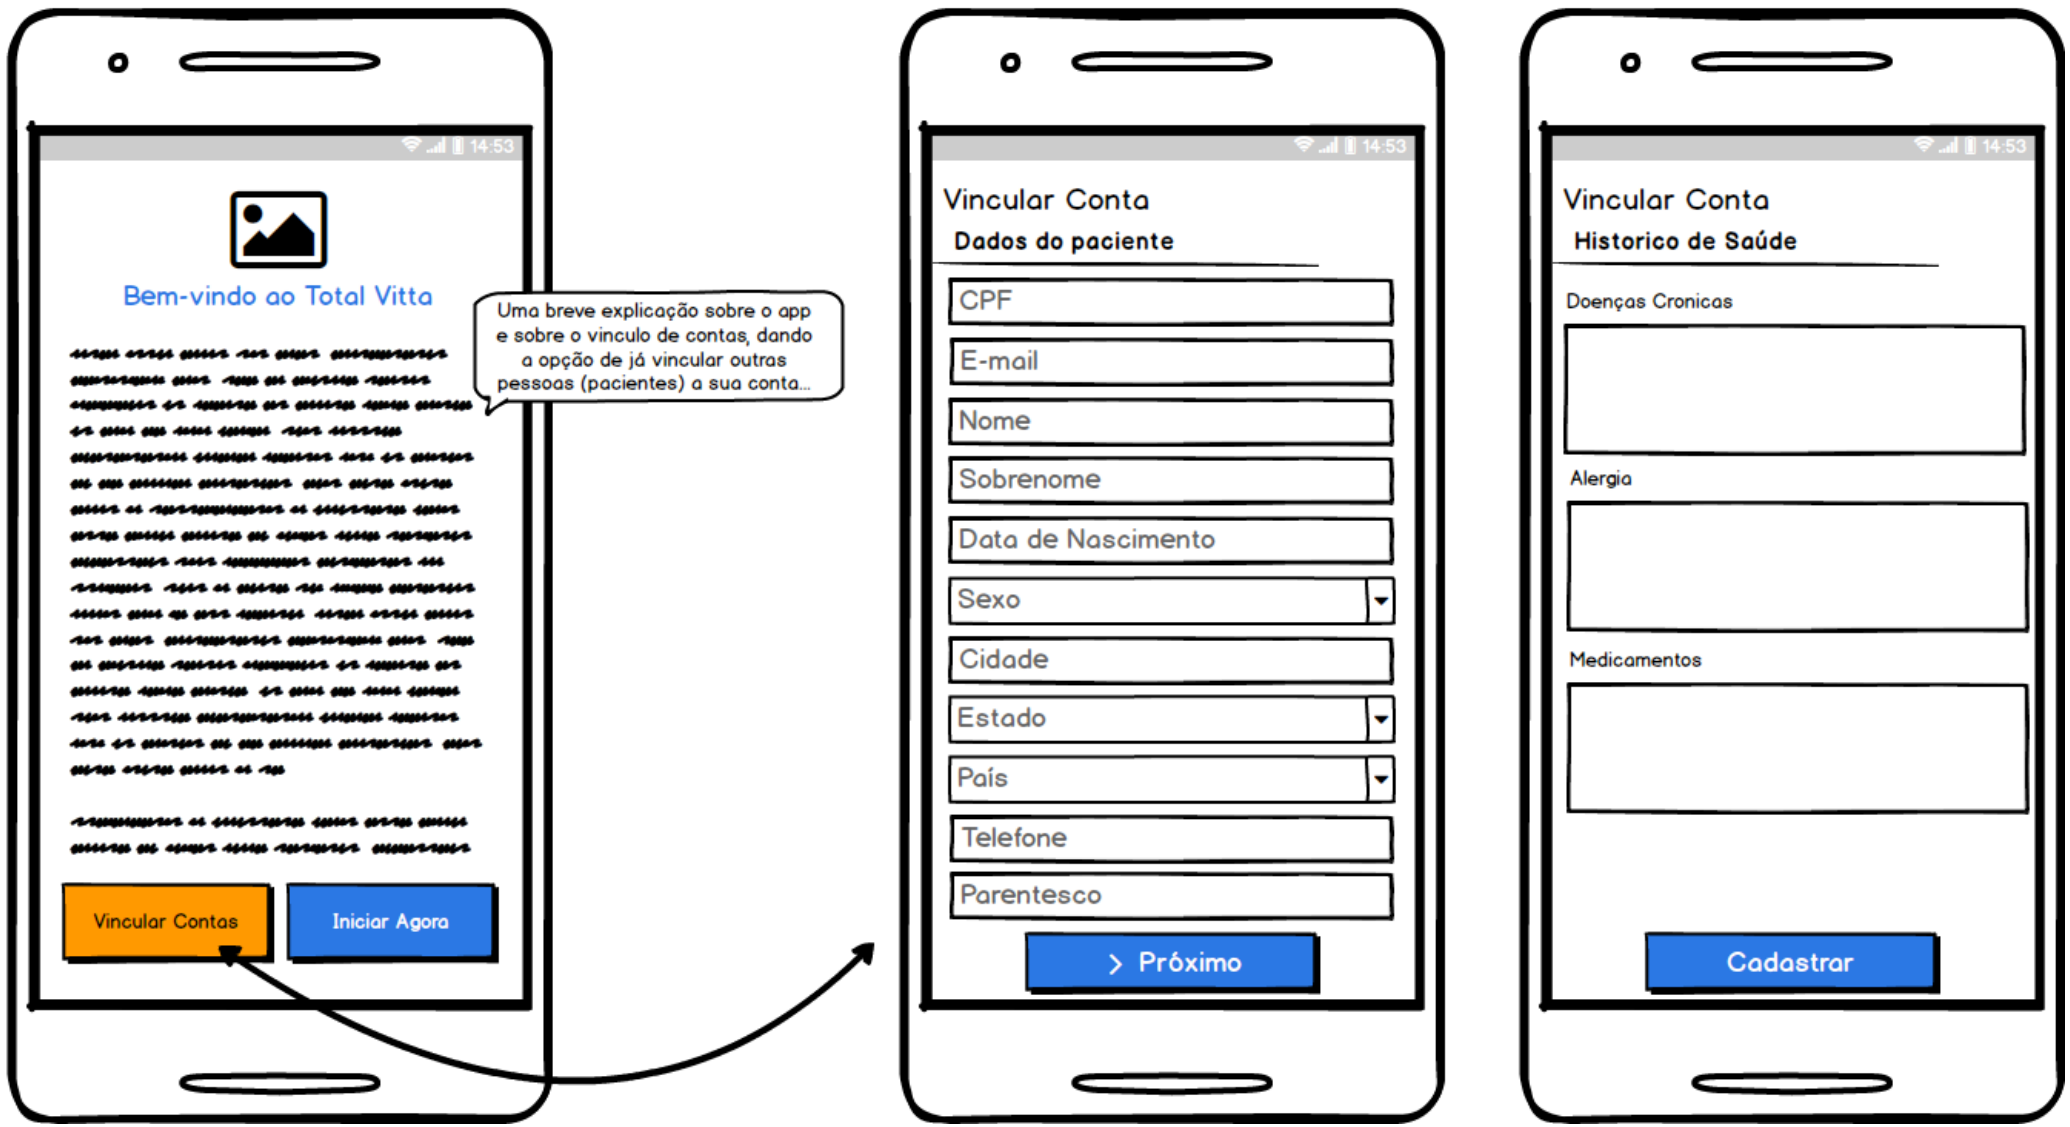 14:53
Bem-vindo ao Total Vitta
Uma breve explicação sobre o app
e sobre o vinculo de contas, dando
a opção de já vincular outras
pessoas (pacientes) a sua conta...
Vincular Contas
Iniciar Agora
14:53
Vincular Conta
Dados do paciente
CPF
E-mail
Nome
Sobrenome
Data de Nascimento
Sexo
Cidade
Estado
País
Telefone
Parentesco
> Próximo
14:53
Vincular Conta
Historico de Saúde
Doenças Cronicas
Alergia
Medicamentos
Cadastrar